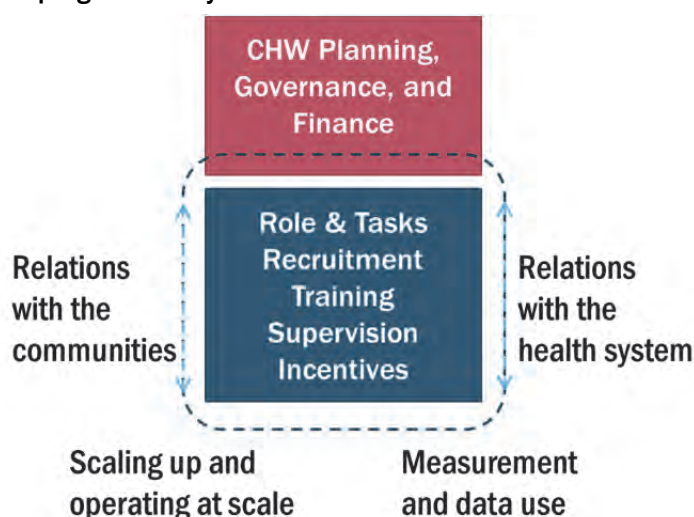 CHW Planning,
Governance, and
Finance
Role & Tasks
Recruitment
Training
Supervision
Incentives
Relations
with the
communities
Relations
with the
health system
Scaling up and
operating at scale
Measurement
and data use